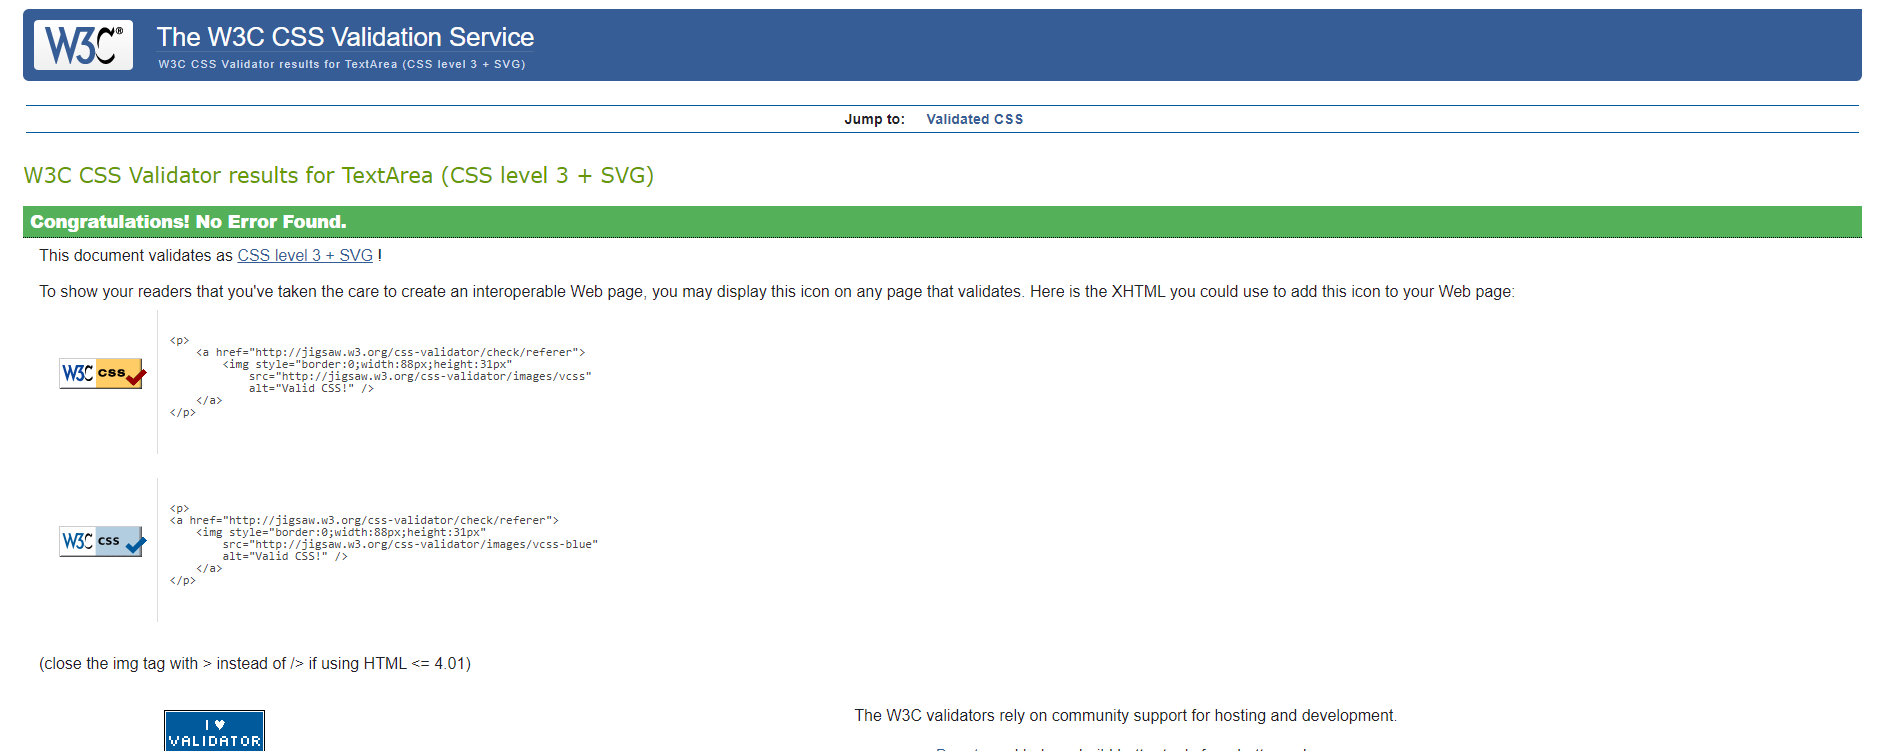 W3C®
The W3C CSS Validation Service
W3C CSS Validator results for TextArea (CSS level 3 + SVG)
Jump to: Validated CSS
W3C CSS Validator results for TextArea (CSS level 3 + SVG)
Congratulations! No Error Found.
This document validates as CSS level 3 + SVG !
To show your readers that you've taken the care to create an interoperable Web page, you may display this icon on any page that validates. Here is the XHTML you could use to add this icon to your Web page:
W3C css
<p>
<a href="http://jigsaw.w3.org/css-validator/check/referer">
<img style="border:0;width:88px;height:31px"
src="http://jigsaw.w3.org/css-validator/images/vcss"
alt="Valid CSS!" />
</a>
</p>
W3C css
<p>
<a href="http://jigsaw.w3.org/css-validator/check/referer">
<img style="border:0;width:88px;height:31px"
src="http://jigsaw.w3.org/css-validator/images/vcss-blue"
alt="Valid CSS!" />
</a>
</p>
(close the img tag with > instead of /> if using HTML <= 4.01)
I ♥
VALIDATOR
The W3C validators rely on community support for hosting and development.